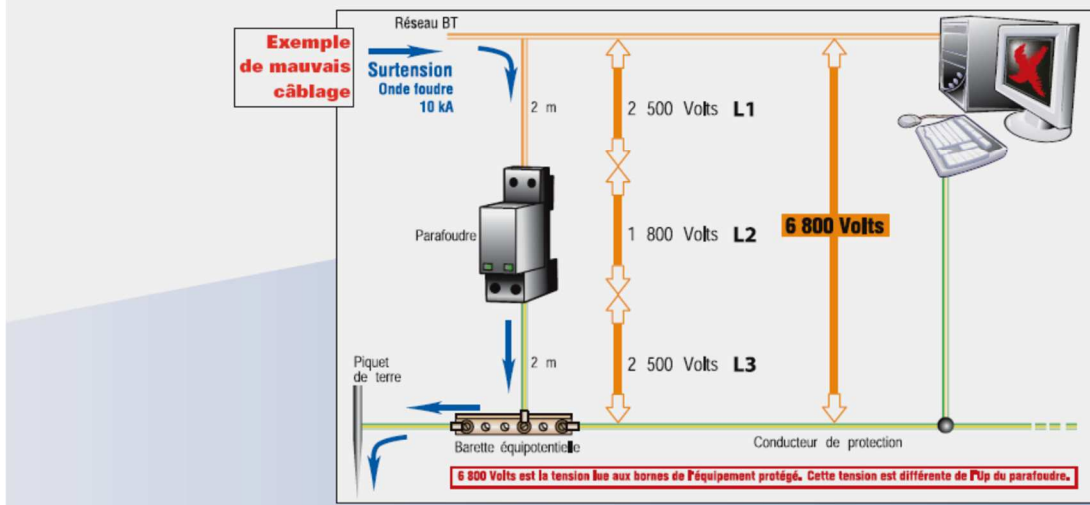 Réseau BT
Exemple
de mauvais
câblage
Surtension
Onde foudre
10 kA
2 m
2 500 Volts L1
Parafoudre
1 800 Volts L2
6 800 Volts
2 m
2 500 Volts L3
Piquet
de terre
Barette équipotentielle
Conducteur de protection
6 800 Volts est la tension lue aux bornes de l'équipement protégé. Cette tension est différente de l'Up du parafoudre.